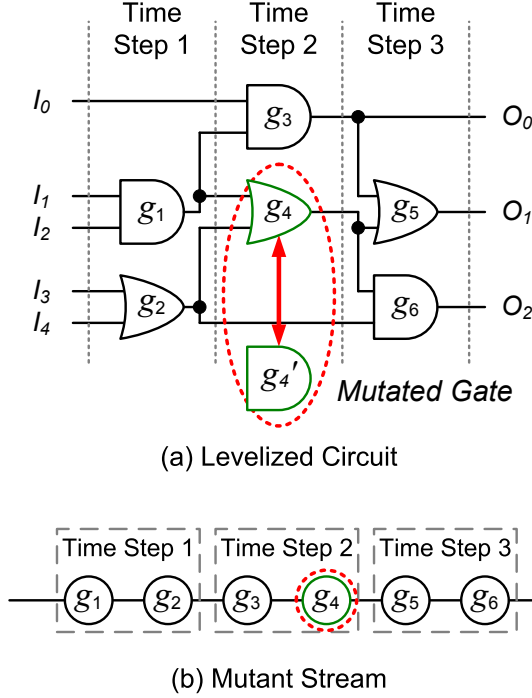 Time Step 1
Time Step 2
Time Step 3
I0
O0
g3
I1
I2
g1
g4
g5
O1
I3
I4
g2
g6
O2
g4'
Mutated Gate
(a) Levelized Circuit
Time Step 1
Time Step 2
Time Step 3
g1
g2
g3
g4
g5
g6
(b) Mutant Stream